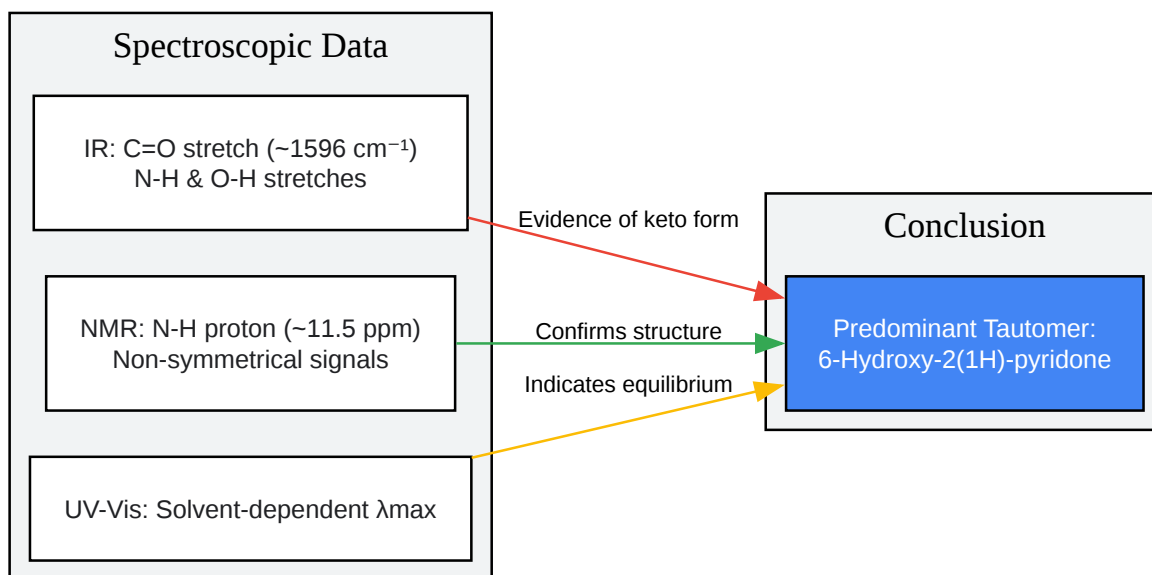 Spectroscopic Data
IR: C=O stretch (~1596 cm⁻¹)
N-H & O-H stretches
NMR: N-H proton (~11.5 ppm)
Non-symmetrical signals
UV-Vis: Solvent-dependent λmax
Evidence of keto form
Confirms structure
Indicates equilibrium
Conclusion
Predominant Tautomer:
6-Hydroxy-2(1H)-pyridone